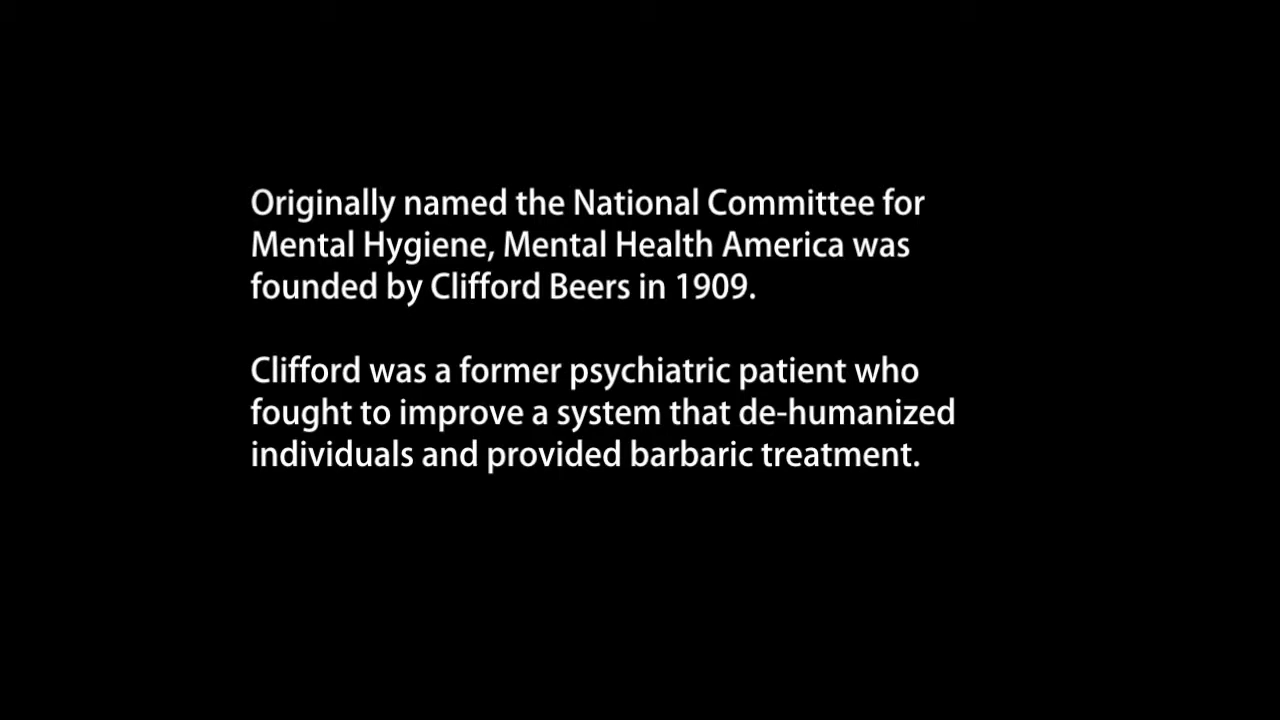 Originally named the National Committee for
Mental Hygiene, Mental Health America was
founded by Clifford Beers in 1909.
Clifford was a former psychiatric patient who
fought to improve a system that de-humanized
individuals and provided barbaric treatment.